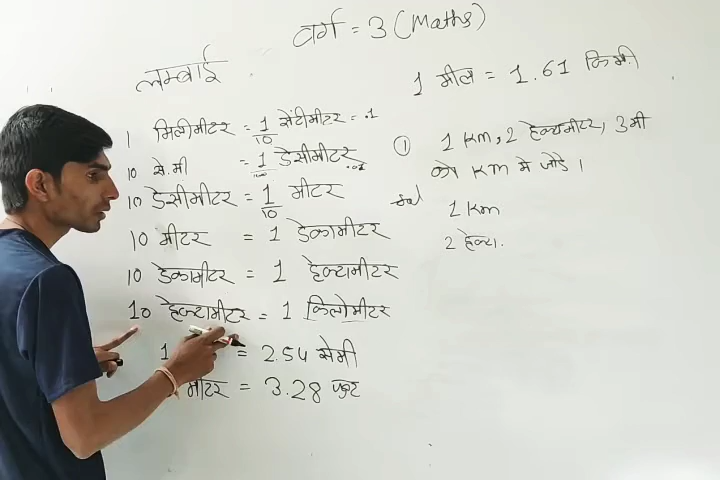 वर्ग = 3 (Maths)
लम्बाई
1 मिलीमीटर = 1/10 सेंटीमीटर = .1
10 से.मी = 1/100 डेसीमीटर .01
10 डेसीमीटर = 1/10 मीटर
10 मीटर = 1 डेकामीटर
10 डेकामीटर = 1 हेक्टामीटर
10 हेक्टामीटर = 1 किलोमीटर
1 = 2.54 सेमी
मीटर = 3.28 फुट
1 मील = 1.61 किमी.
① 1 Km, 2 हेक्टामीटर, 3 मी
को Km मे जोडे ।
1 Km
2 हेक्टा.